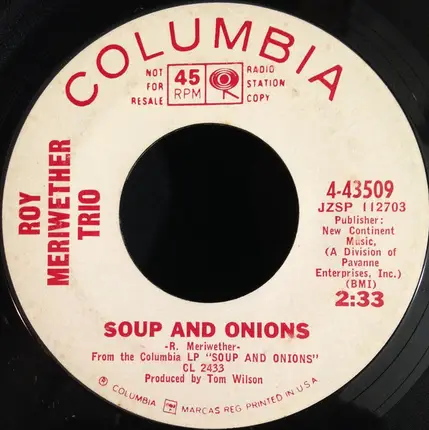 COLUMBIA
NOT FOR RESALE
45 RPM
RADIO STATION COPY
ROY
MERIWETHER
TRIO
4-43509
JZSP 112703
Publisher:
New Continent
Music,
(A Division of
Pavanne
Enterprises, Inc.)
(BMI)
2:33
SOUP AND ONIONS
-R. Meriwether-
From the Columbia LP "SOUP AND ONIONS"
CL 2433
Produced by Tom Wilson
COLUMBIA MARCAS REG. PRINTED IN U.S.A.